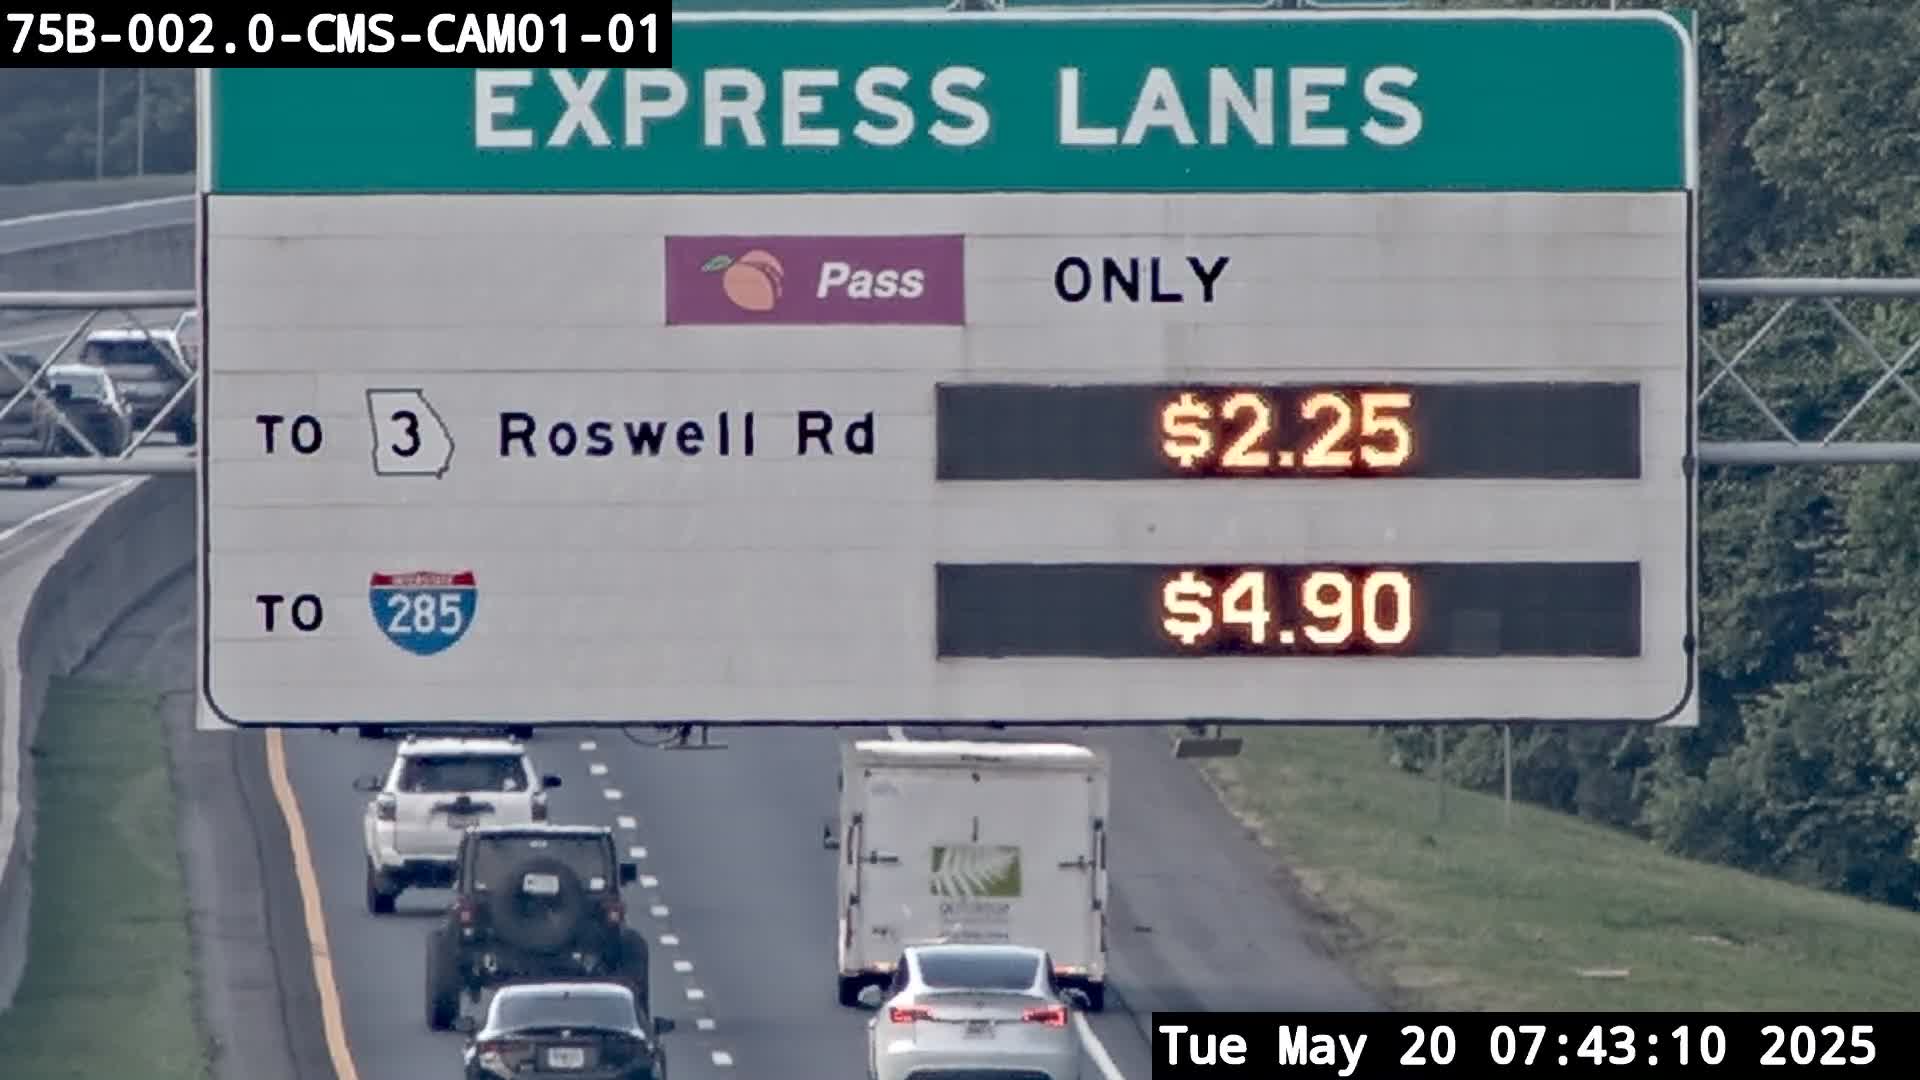 75B-002.0-CMS-CAM01-01
EXPRESS LANES
Pass ONLY
TO 3 Roswell Rd $2.25
TO INTERSTATE 285 $4.90
Tue May 20 07:43:10 2025